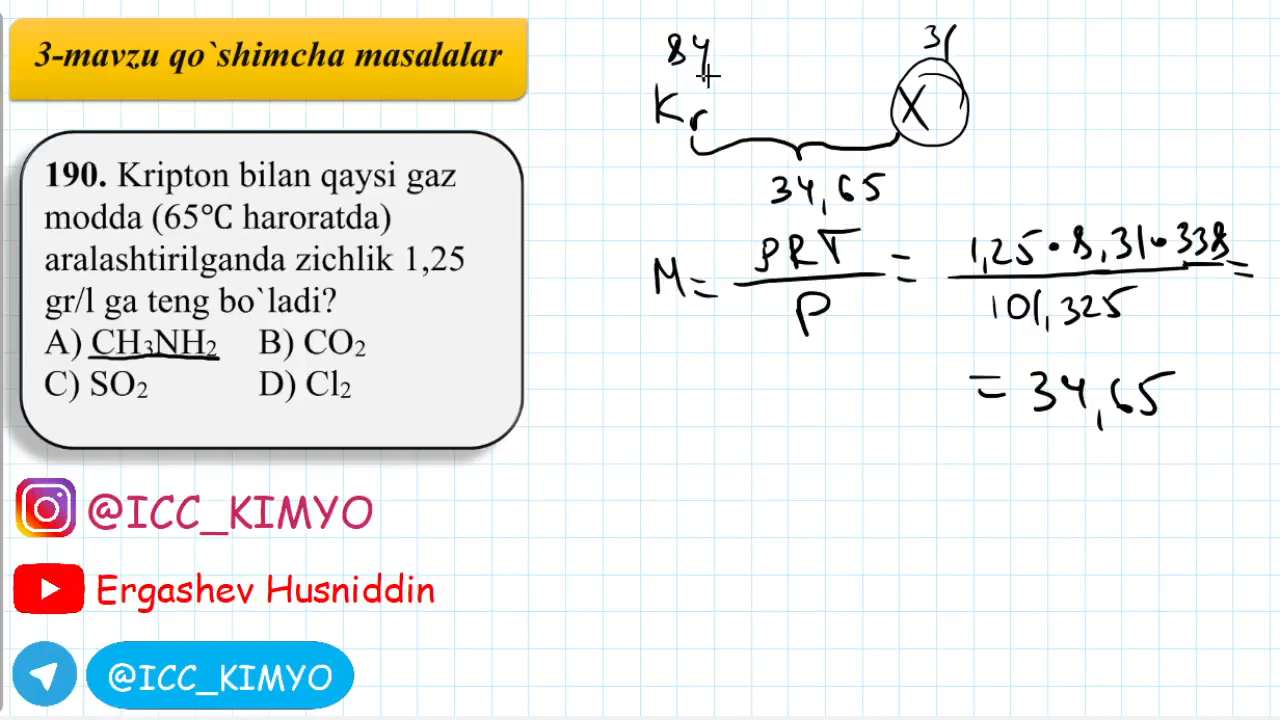 3-mavzu qo`shimcha masalalar
190. Kripton bilan qaysi gaz
modda (65℃ haroratda)
aralashtirilganda zichlik 1,25
gr/l ga teng bo`ladi?
A) CH₃NH₂ B) CO₂
C) SO₂ D) Cl₂
@ICC_KIMYO
Ergashev Husniddin
@ICC_KIMYO
84 31
Kr X
34,65
M = ρRT / P = 1,25 • 8,31 • 338 / 101,325 =
= 34,65